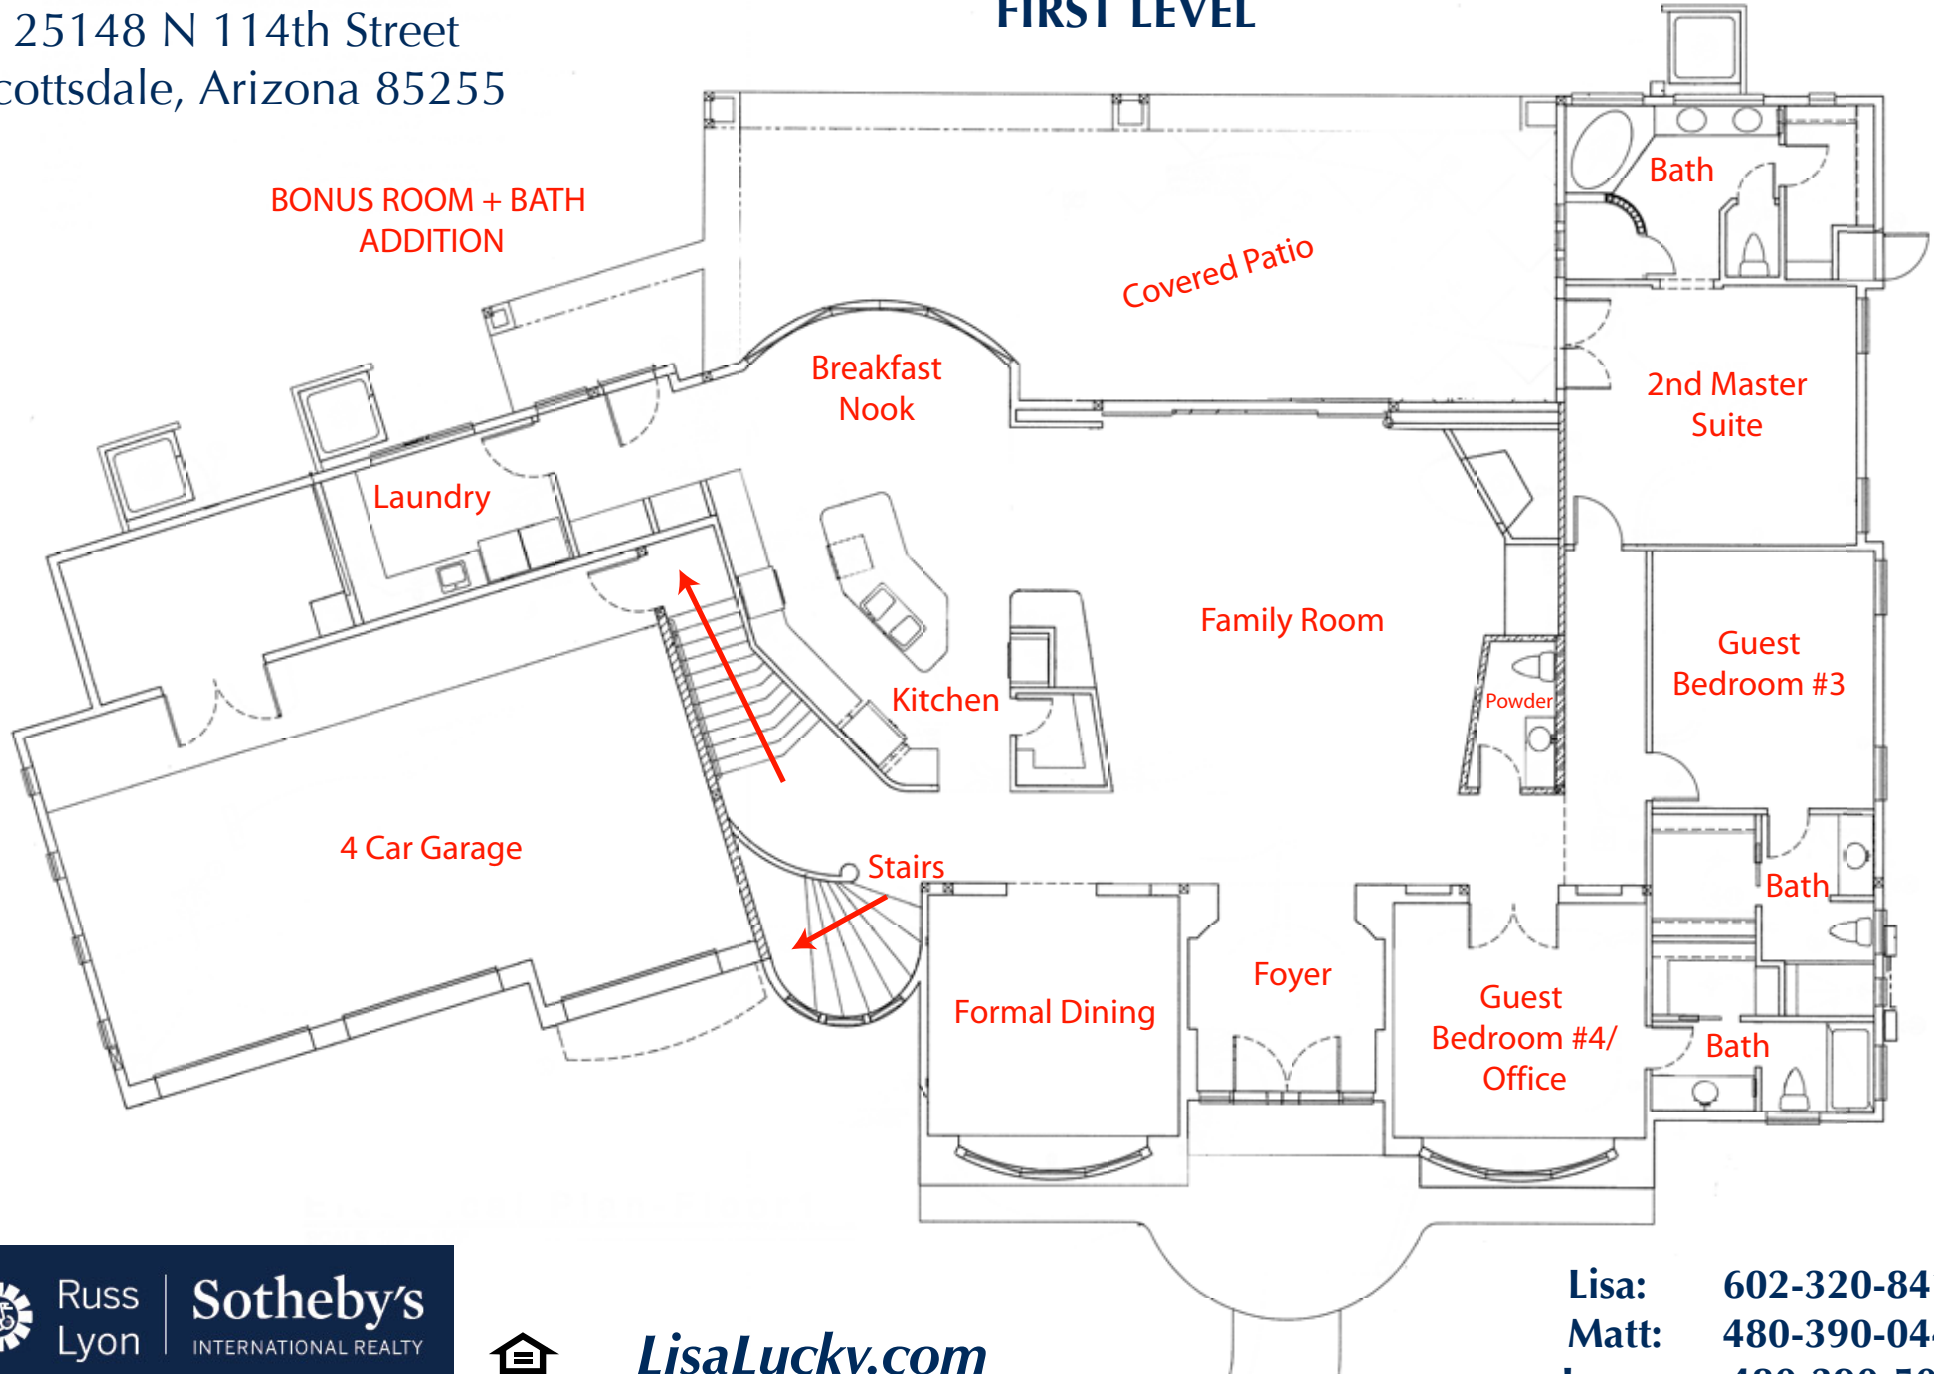 FIRST LEVEL
25148 N 114th Street
cottsdale, Arizona 85255
BONUS ROOM + BATH
ADDITION
Bath
Covered Patio
Breakfast
Nook
2nd Master
Suite
Laundry
Family Room
Guest
Bedroom #3
Kitchen
Powder
4 Car Garage
Stairs
Bath
Foyer
Formal Dining
Guest
Bedroom #4/
Office
Bath
Russ
Lyon
Sotheby's
INTERNATIONAL REALTY
LisaLucky.com
Lisa: 602-320-84
Matt: 480-390-04